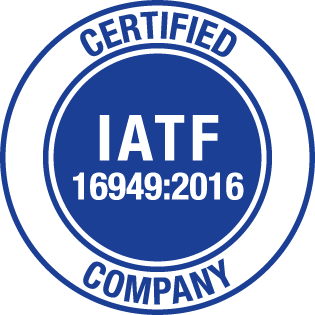 CERTIFIED
IATF
16949:2016
COMPANY